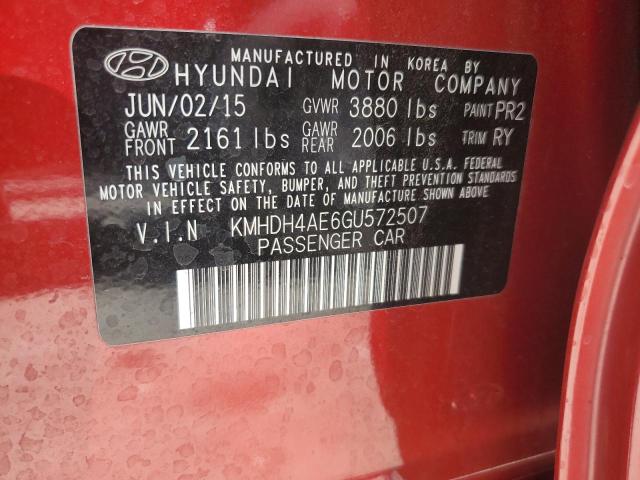 MANUFACTURED IN KOREA BY
HYUNDAI MOTOR COMPANY
JUN/02/15 GVWR 3880 lbs PAINT PR2
GAWR FRONT 2161 lbs GAWR REAR 2006 lbs TRIM RY
THIS VEHICLE CONFORMS TO ALL APPLICABLE U.S.A. FEDERAL
MOTOR VEHICLE SAFETY, BUMPER, AND THEFT PREVENTION STANDARDS
IN EFFECT ON THE DATE OF MANUFACTURE SHOWN ABOVE.
V.I.N KMHDH4AE6GU572507
PASSENGER CAR